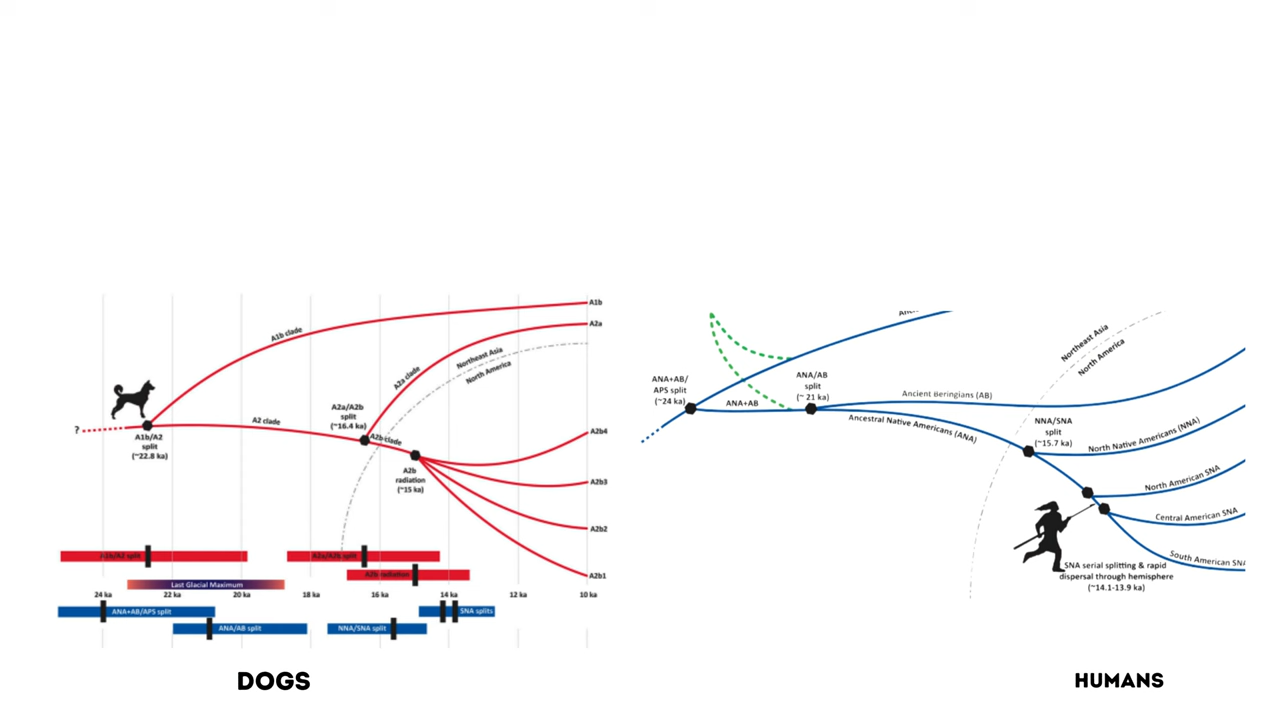 A1b
A2a
A1b clade
Northeast Asia
North America
A2a clade
A2a/A2b
split
(~16.4 ka)
A2 clade
A2b clade
?
A1b/A2
split
(~22.8 ka)
A2b
radiation
(~15 ka)
A2b4
A2b3
A2b2
A2b1
A1b/A2 split
A2a/A2b split
A2b radiation
Last Glacial Maximum
24 ka 22 ka 20 ka 18 ka 16 ka 14 ka 12 ka 10 ka
ANA+AB/APS split
SNA splits
ANA/AB split
NNA/SNA split
DOGS
Northeast Asia
North America
ANA+AB/
APS split
(~24 ka)
ANA+AB
ANA/AB
split
(~ 21 ka)
Ancient Beringians (AB)
Ancestral Native Americans (ANA)
NNA/SNA
split
(~15.7 ka)
North Native Americans (NNA)
North American SNA
Central American SNA
South American SNA
SNA serial splitting & rapid
dispersal through hemisphere
(~14.1-13.9 ka)
HUMANS